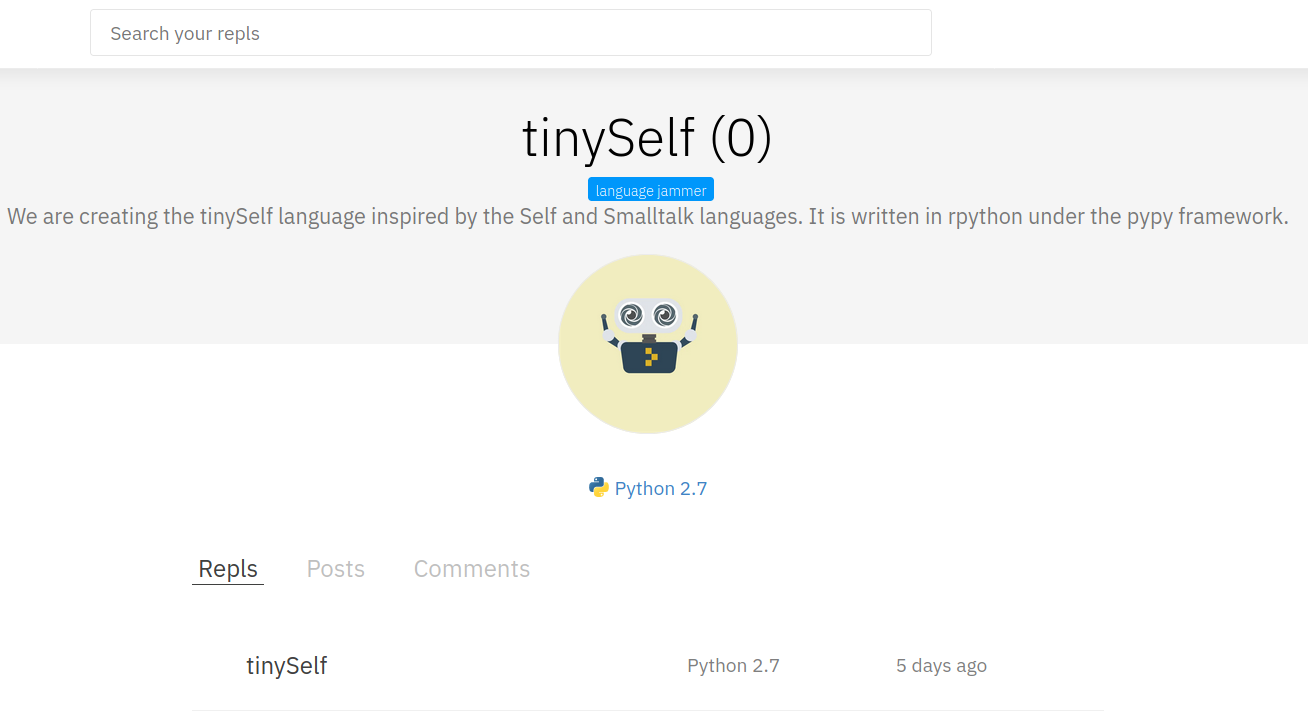 Search your repls
tinySelf (0)
language jammer
We are creating the tinySelf language inspired by the Self and Smalltalk languages. It is written in rpython under the pypy framework.
Python 2.7
Repls Posts Comments
tinySelf Python 2.7 5 days ago